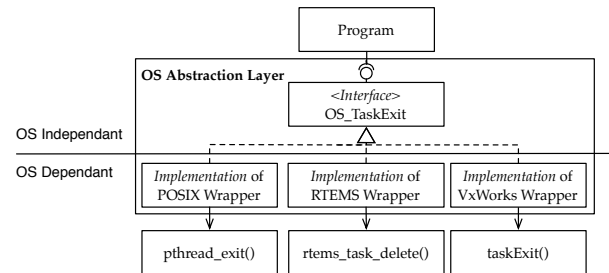 Program
OS Abstraction Layer
<Interface>
OS_TaskExit
OS Independant
OS Dependant
Implementation of
POSIX Wrapper
Implementation of
RTEMS Wrapper
Implementation of
VxWorks Wrapper
pthread_exit()
rtems_task_delete()
taskExit()